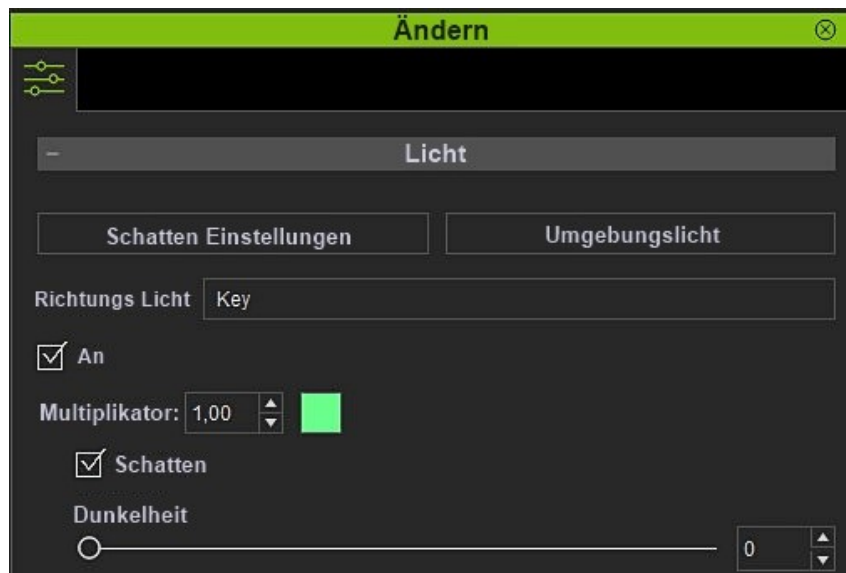 Ändern
Licht
Schatten Einstellungen
Umgebungslicht
Richtungs Licht Key
An
Multiplikator: 1,00
Schatten
Dunkelheit
0